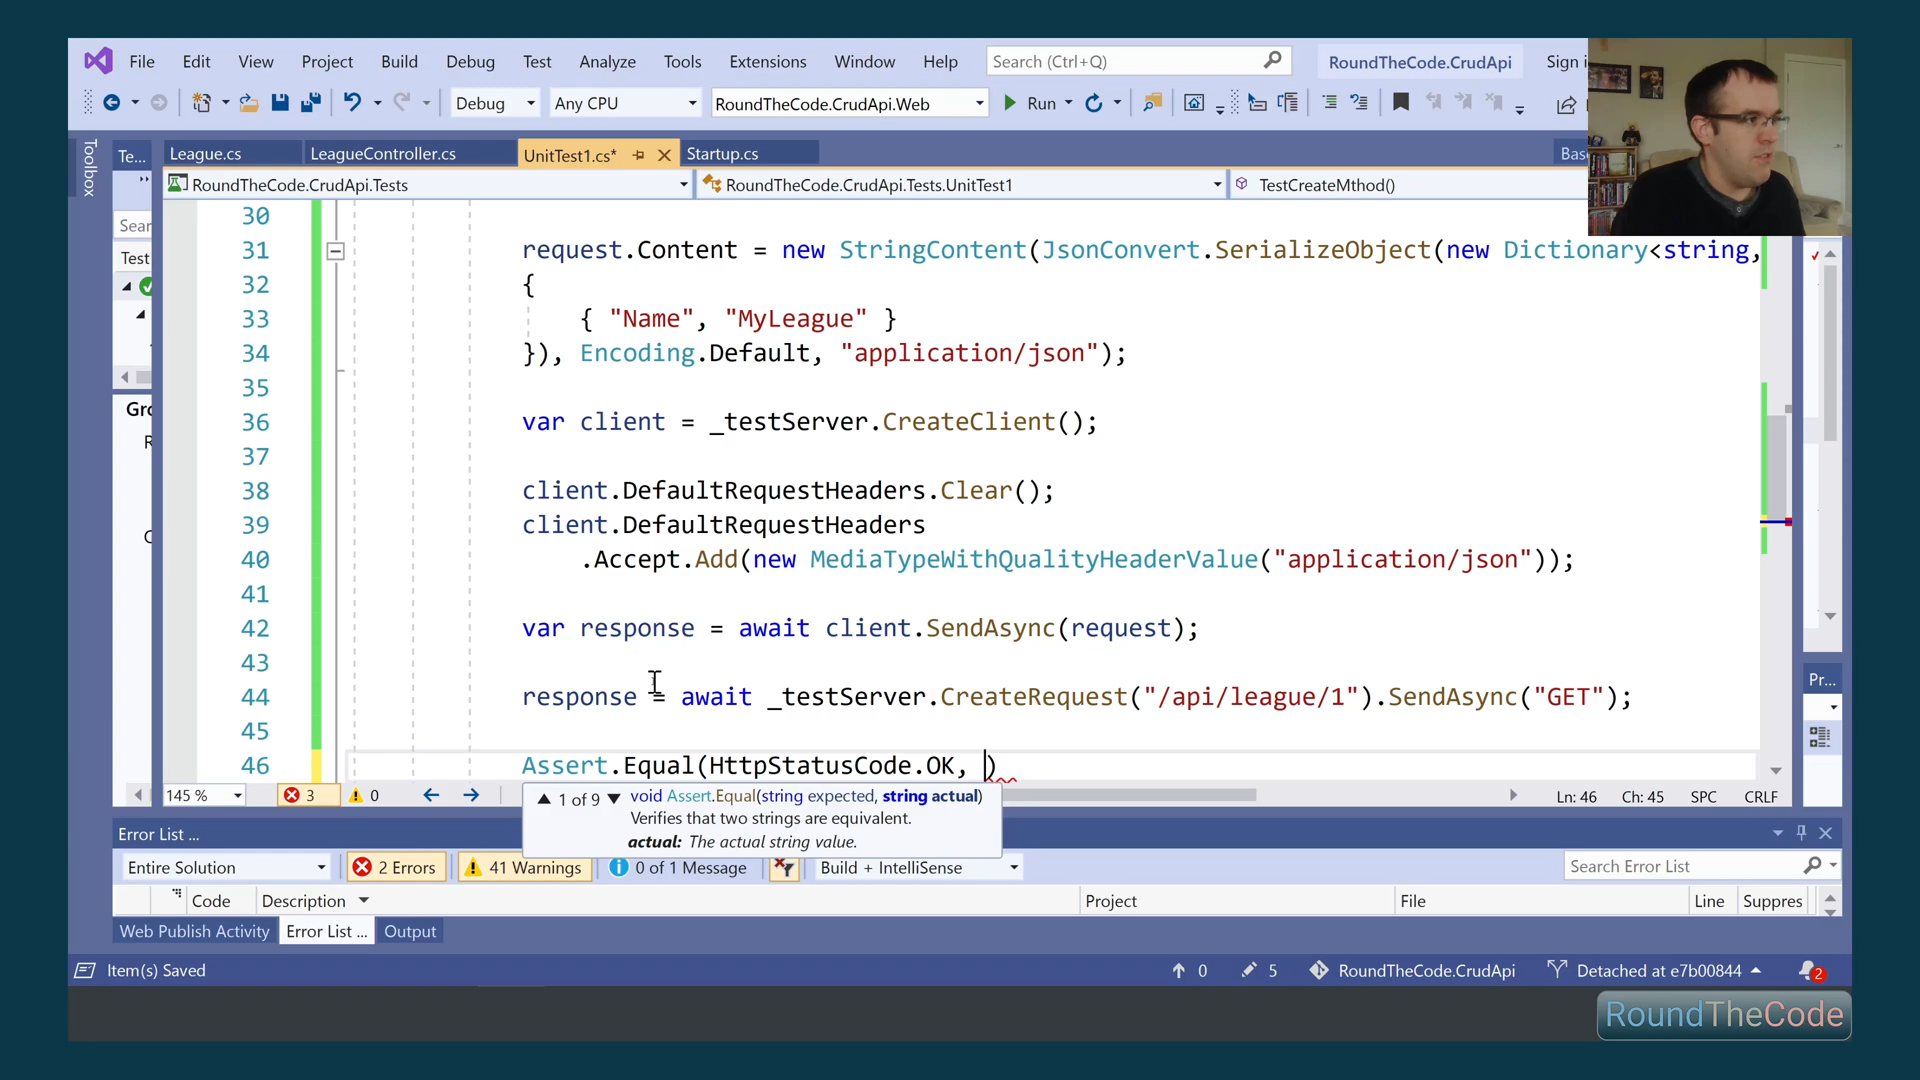 File Edit View Project Build Debug Test Analyze Tools Extensions Window Help Search (Ctrl+Q) RoundTheCode.CrudApi Sign i
Debug Any CPU RoundTheCode.CrudApi.Web Run
Toolbox
Te... League.cs LeagueController.cs UnitTest1.cs* Startup.cs Bas
RoundTheCode.CrudApi.Tests RoundTheCode.CrudApi.Tests.UnitTest1 TestCreateMthod()
Sear
Test
Gro
R
C
30
31 request.Content = new StringContent(JsonConvert.SerializeObject(new Dictionary<string,
32 {
33 { "Name", "MyLeague" }
34 }), Encoding.Default, "application/json");
35
36 var client = _testServer.CreateClient();
37
38 client.DefaultRequestHeaders.Clear();
39 client.DefaultRequestHeaders
40 .Accept.Add(new MediaTypeWithQualityHeaderValue("application/json"));
41
42 var response = await client.SendAsync(request);
43
44 response = await _testServer.CreateRequest("/api/league/1").SendAsync("GET");
45
46 Assert.Equal(HttpStatusCode.OK, )
Pr...
145 % 3 0 Ln: 46 Ch: 45 SPC CRLF
1 of 9 void Assert.Equal(string expected, string actual)
Verifies that two strings are equivalent.
actual: The actual string value.
Error List ...
Entire Solution 2 Errors 41 Warnings 0 of 1 Message Build + IntelliSense Search Error List
Code Description Project File Line Suppres
Web Publish Activity Error List ... Output
Item(s) Saved 0 5 RoundTheCode.CrudApi Detached at e7b00844 2
RoundTheCode